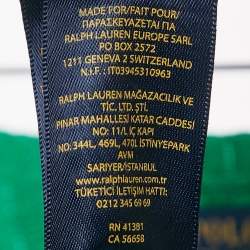 MADE FOR/FAIT POUR/
ΠΑΡΑΣΚΕΥΑΖΕΤΑΙ ΓΙΑ
RALPH LAUREN EUROPE SARL
PO BOX 2572
1211 GENEVA 2 SWITZERLAND
N.I.F.: IT03945310963
RALPH LAUREN MAĞAZACILIK VE
TİC. LTD. ŞTİ.
PINAR MAHALLESI KATAR CADDESI
NO: 11/L İÇ KAPI
NO: 344L, 469L, 470L İSTİNYEPARK
AVM
SARIYER/İSTANBUL
www.ralphlauren.com.tr
TÜKETİCİ İLETİŞİM HATTI:
0212 345 69 69
RN 41381
CA 56658